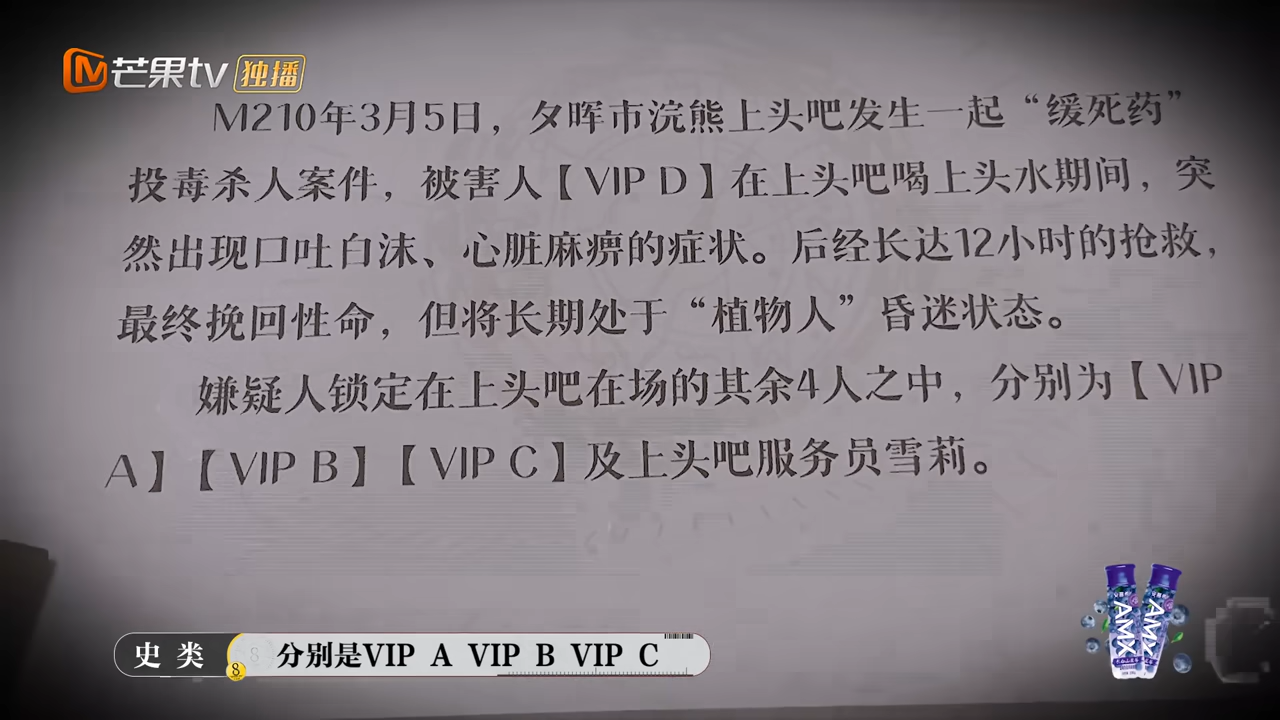 芒果tv 独播
M210年3月5日，夕晖市浣熊上头吧发生一起“缓死药”
投毒杀人案件，被害人【VIP D】在上头吧喝上头水期间，突
然出现口吐白沫、心脏麻痹的症状。后经长达12小时的抢救，
最终挽回性命，但将长期处于“植物人”昏迷状态。
嫌疑人锁定在上头吧在场的其余4人之中，分别为【VIP
A】【VIP B】【VIP C】及上头吧服务员雪莉。
AMX AMX
史类 8 分别是VIP A VIP B VIP C